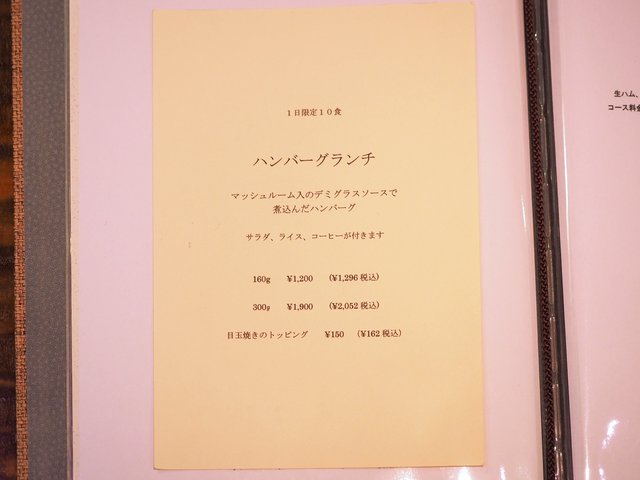 1日限定10食
ハンバーグランチ
マッシュルーム入のデミグラスソースで
煮込んだハンバーグ
サラダ、ライス、コーヒーが付きます
160g ¥1,200 (¥1,296 税込)
300g ¥1,900 (¥2,052 税込)
目玉焼きのトッピング ¥150 (¥162 税込)
生ハム、
コース料金